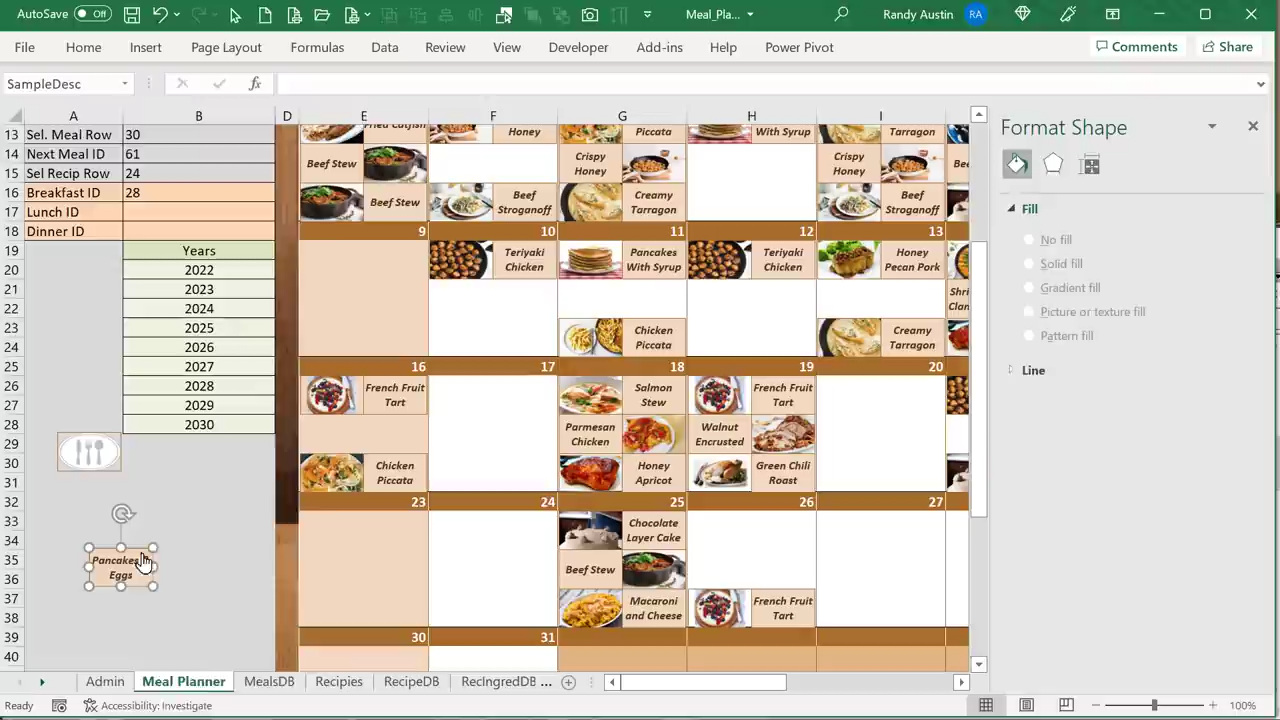 AutoSave Off Meal_Pla... Randy Austin RA
File Home Insert Page Layout Formulas Data Review View Developer Add-ins Help Power Pivot Comments Share
SampleDesc fx
A B D E F G H I
13 Sel. Meal Row 30
14 Next Meal ID 61
15 Sel Recip Row 24
16 Breakfast ID 28
17 Lunch ID
18 Dinner ID
19 Years
20 2022
21 2023
22 2024
23 2025
24 2026
25 2027
26 2028
27 2029
28 2030
29
30
31
32
33
34
35
36
37
38
39
40
Pancakes
Eggs
Honey Piccata With Syrup Tarragon
Beef Stew Crispy Honey Crispy Honey
Beef Stew Beef Stroganoff Creamy Tarragon Beef Stroganoff
9 10 11 12 13
Teriyaki Chicken Pancakes With Syrup Teriyaki Chicken Honey Pecan Pork
Chicken Piccata Creamy Tarragon
16 17 18 19 20
French Fruit Tart Salmon Stew French Fruit Tart
Parmesan Chicken Walnut Encrusted
Chicken Piccata Honey Apricot Green Chili Roast
23 24 25 26 27
Chocolate Layer Cake
Beef Stew
Macaroni and Cheese French Fruit Tart
30 31
Format Shape
Fill
No fill
Solid fill
Gradient fill
Picture or texture fill
Pattern fill
Line
Admin Meal Planner MealsDB Recipies RecipeDB RecIngredDB ...
Ready Accessibility: Investigate 100%